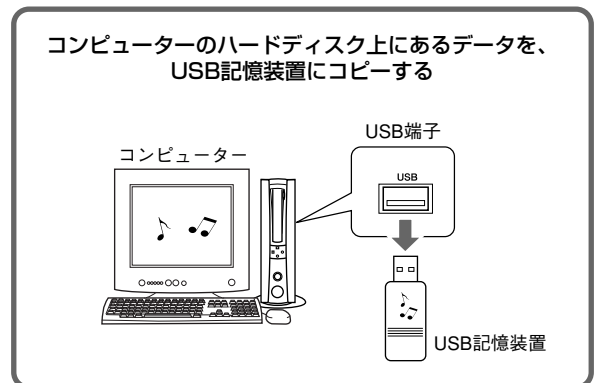 コンピューターのハードディスク上にあるデータを、
USB記憶装置にコピーする
USB端子
コンピューター
USB
USB記憶装置